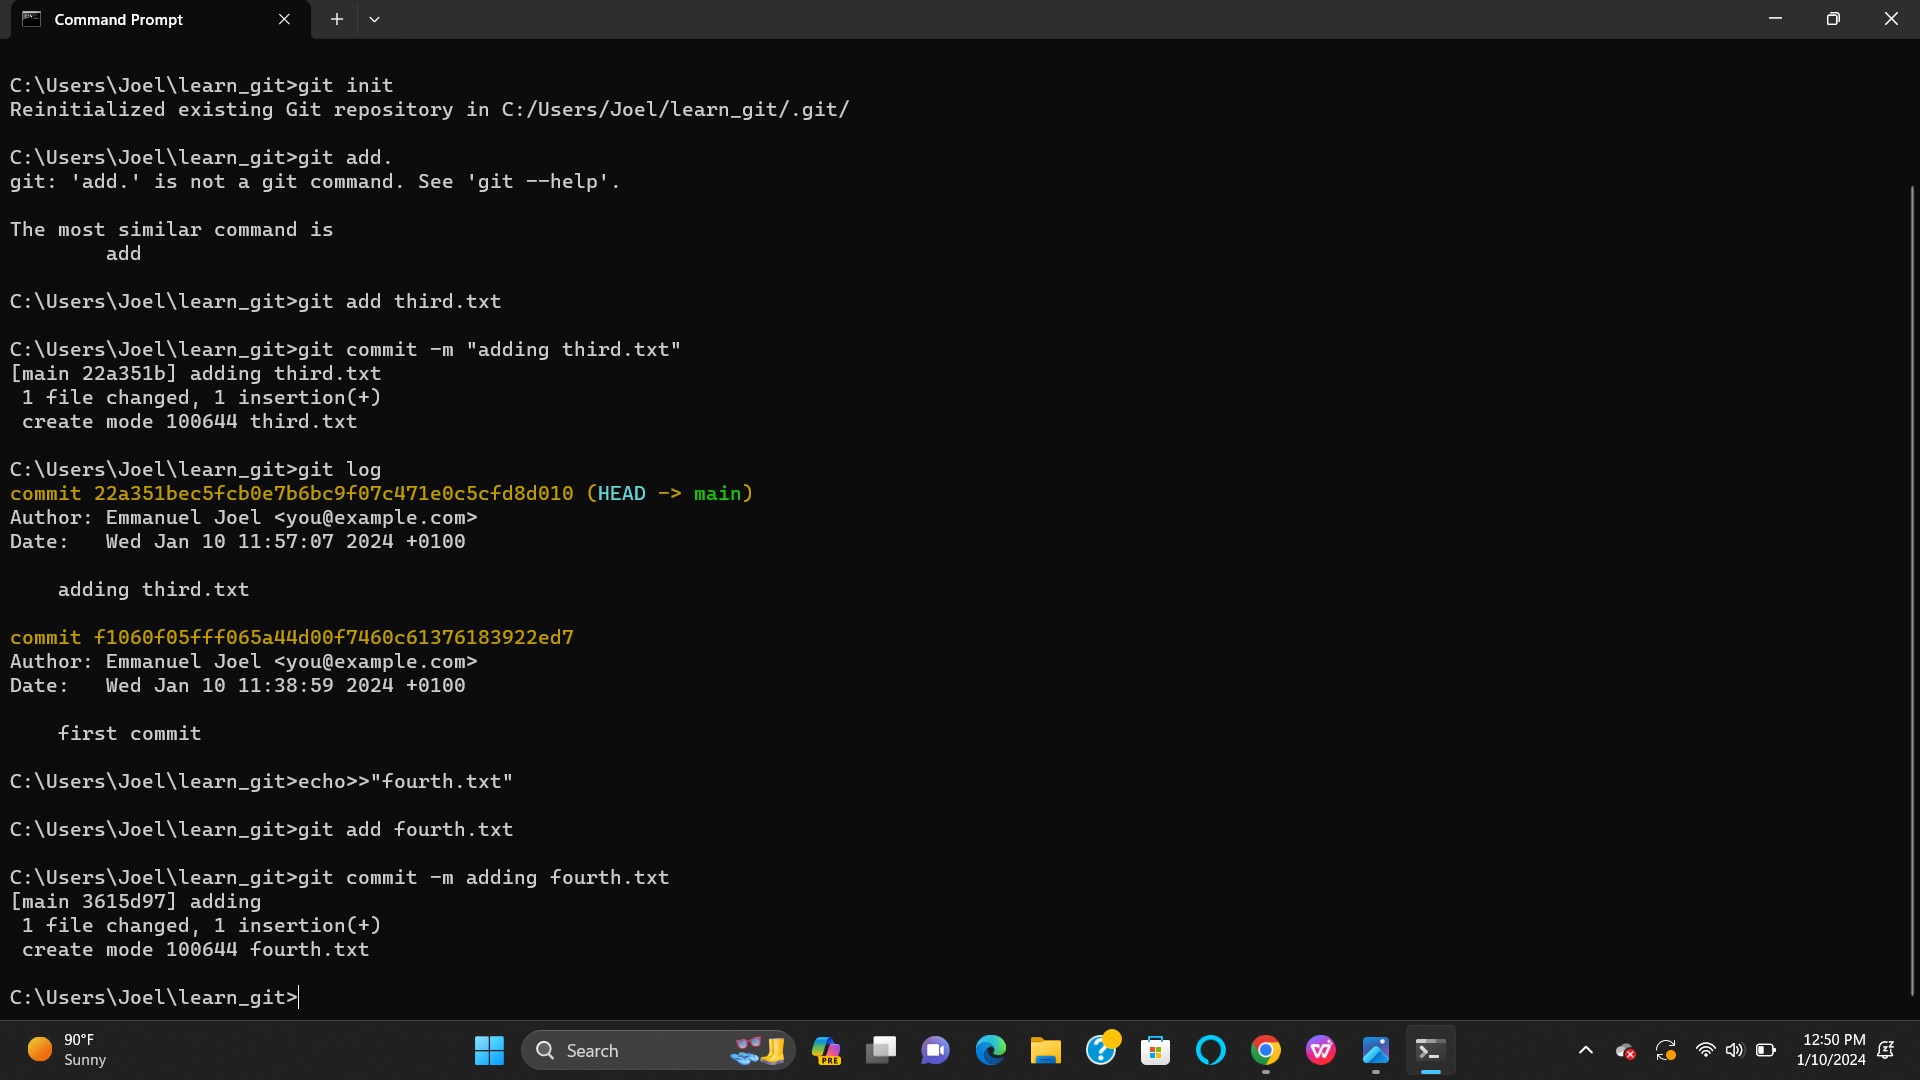 Command Prompt
C:\Users\Joel\learn_git>git init
Reinitialized existing Git repository in C:/Users/Joel/learn_git/.git/
C:\Users\Joel\learn_git>git add.
git: 'add.' is not a git command. See 'git --help'.
The most similar command is
        add
C:\Users\Joel\learn_git>git add third.txt
C:\Users\Joel\learn_git>git commit -m "adding third.txt"
[main 22a351b] adding third.txt
 1 file changed, 1 insertion(+)
 create mode 100644 third.txt
C:\Users\Joel\learn_git>git log
commit 22a351bec5fcb0e7b6bc9f07c471e0c5cfd8d010 (HEAD -> main)
Author: Emmanuel Joel <you@example.com>
Date:   Wed Jan 10 11:57:07 2024 +0100
    adding third.txt
commit f1060f05fff065a44d00f7460c61376183922ed7
Author: Emmanuel Joel <you@example.com>
Date:   Wed Jan 10 11:38:59 2024 +0100
    first commit
C:\Users\Joel\learn_git>echo>>"fourth.txt"
C:\Users\Joel\learn_git>git add fourth.txt
C:\Users\Joel\learn_git>git commit -m adding fourth.txt
[main 3615d97] adding
 1 file changed, 1 insertion(+)
 create mode 100644 fourth.txt
C:\Users\Joel\learn_git>
90°F
Sunny
Search
PRE
12:50 PM
1/10/2024